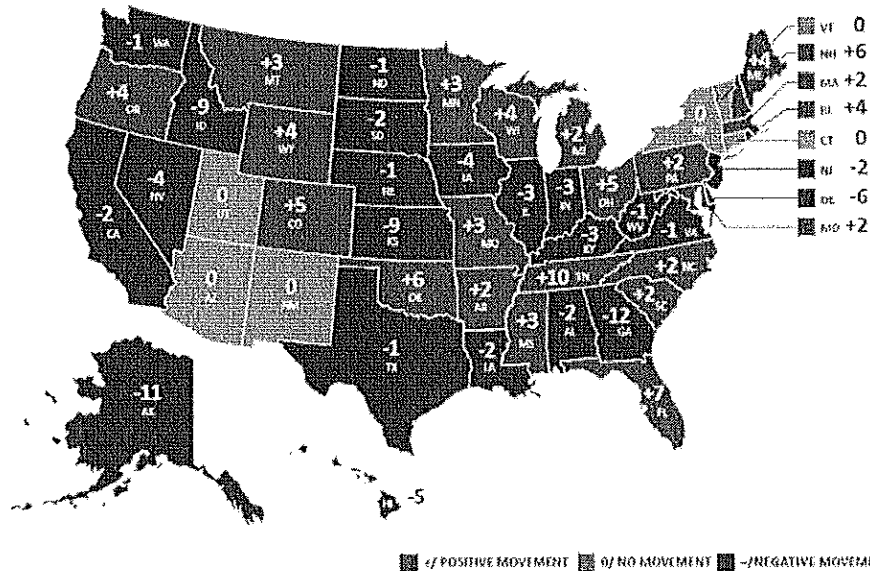 -1 WA
+4 OR
-2 CA
-9 ID
-4 NV
0 UT
0 AZ
+3 MT
+4 WY
+5 CO
0 NM
-1 ND
-2 SD
-1 NE
-9 KS
+6 OK
-1 TX
+3 MN
-4 IA
+3 MO
+2 AR
-2 LA
+4 WI
-3 IL
+2 MI
-3 IN
+5 OH
-3 KY
+10 TN
+3 MS
-2 AL
-12 GA
+7 FL
+2 SC
+2 NC
-1 VA
-1 WV
+2 PA
0 NY
+4 ME
VT 0
NH +6
MA +2
RI +4
CT 0
NJ -2
DE -6
MD +2
-11 AK
HI -5
+/ POSITIVE MOVEMENT 0/ NO MOVEMENT -/NEGATIVE MOVEME